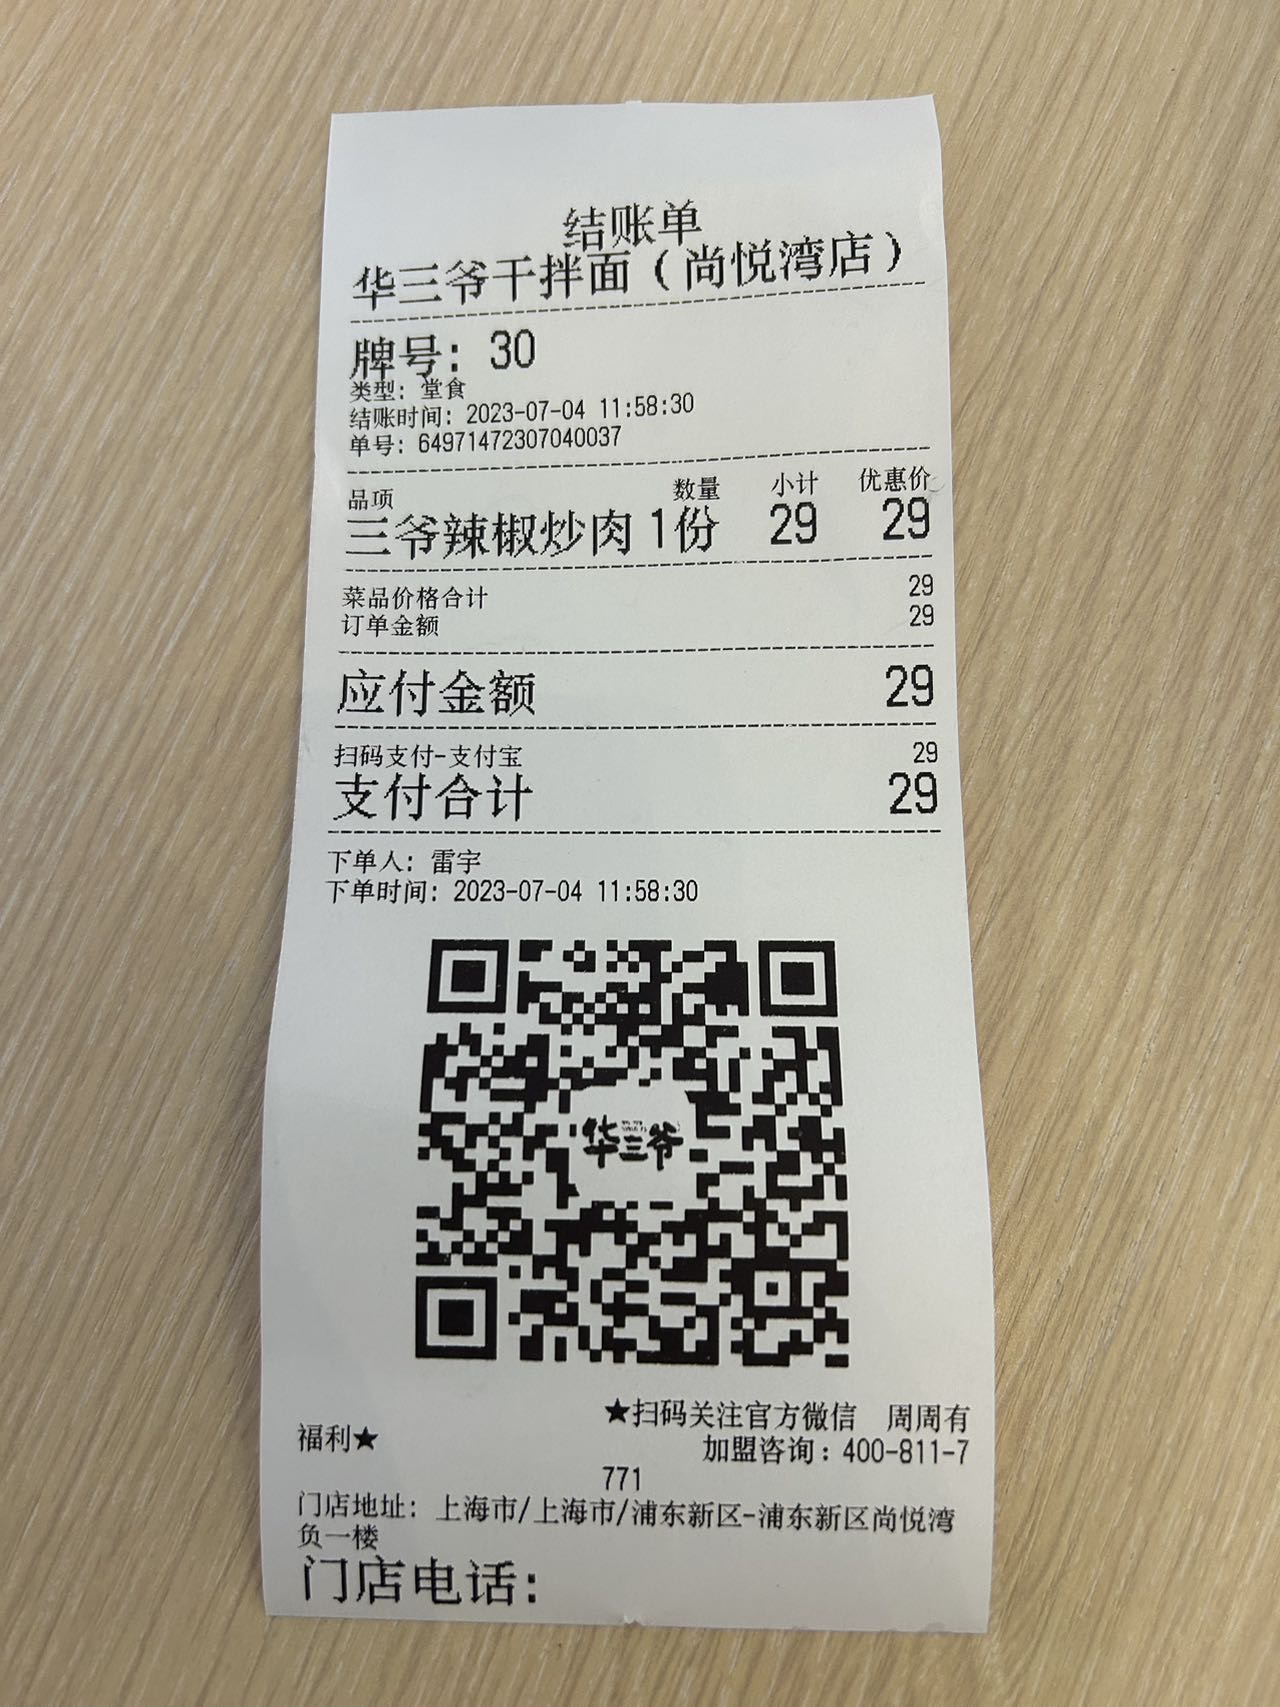 结账单
华三爷干拌面（尚悦湾店）
牌号：30
类型：堂食
结账时间：2023-07-04 11:58:30
单号：64971472307040037
品项 数量 小计 优惠价
三爷辣椒炒肉 1份 29 29
菜品价格合计 29
订单金额 29
应付金额 29
扫码支付-支付宝 29
支付合计 29
下单人：雷宇
下单时间：2023-07-04 11:58:30
华三爷
★扫码关注官方微信 周周有
福利★
加盟咨询：400-811-7
771
门店地址：上海市/上海市/浦东新区-浦东新区尚悦湾
负一楼
门店电话：